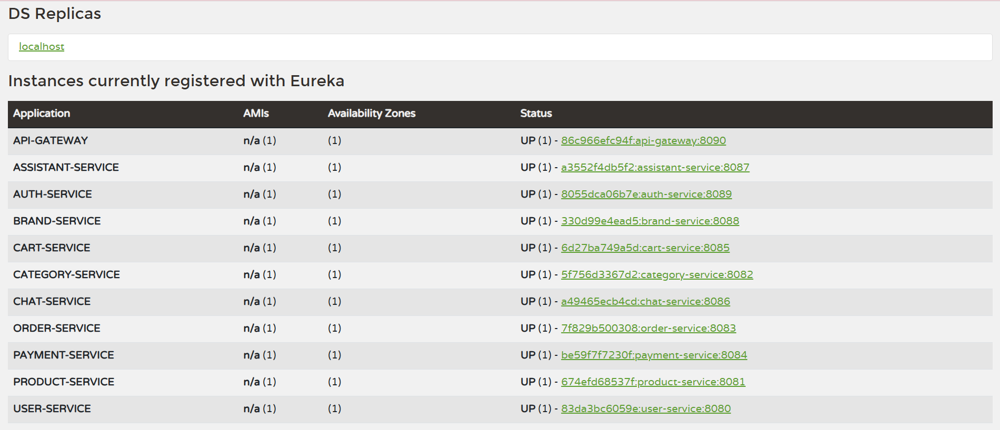 DS Replicas
localhost
Instances currently registered with Eureka
Application AMIs Availability Zones Status
API-GATEWAY n/a (1) (1) UP (1) - 86c966efc94f:api-gateway:8090
ASSISTANT-SERVICE n/a (1) (1) UP (1) - a3552f4db5f2:assistant-service:8087
AUTH-SERVICE n/a (1) (1) UP (1) - 8055dca06b7e:auth-service:8089
BRAND-SERVICE n/a (1) (1) UP (1) - 330d99e4ead5:brand-service:8088
CART-SERVICE n/a (1) (1) UP (1) - 6d27ba749a5d:cart-service:8085
CATEGORY-SERVICE n/a (1) (1) UP (1) - 5f756d3367d2:category-service:8082
CHAT-SERVICE n/a (1) (1) UP (1) - a49465ecb4cd:chat-service:8086
ORDER-SERVICE n/a (1) (1) UP (1) - 7f829b500308:order-service:8083
PAYMENT-SERVICE n/a (1) (1) UP (1) - be59f7f7230f:payment-service:8084
PRODUCT-SERVICE n/a (1) (1) UP (1) - 674efd68537f:product-service:8081
USER-SERVICE n/a (1) (1) UP (1) - 83da3bc6059e:user-service:8080